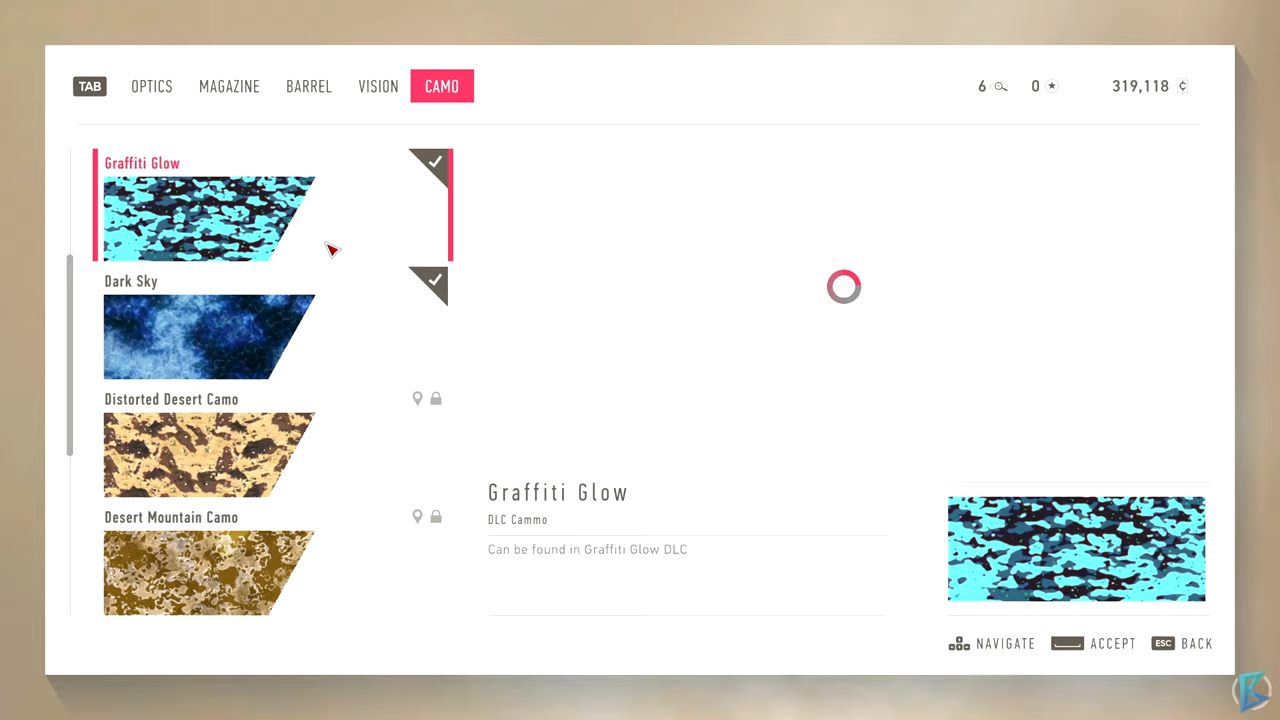 TAB OPTICS MAGAZINE BARREL VISION CAMO 6 0 319,118
Graffiti Glow
Dark Sky
Distorted Desert Camo
Desert Mountain Camo
Graffiti Glow
DLC Cammo
Can be found in Graffiti Glow DLC
NAVIGATE ACCEPT ESC BACK